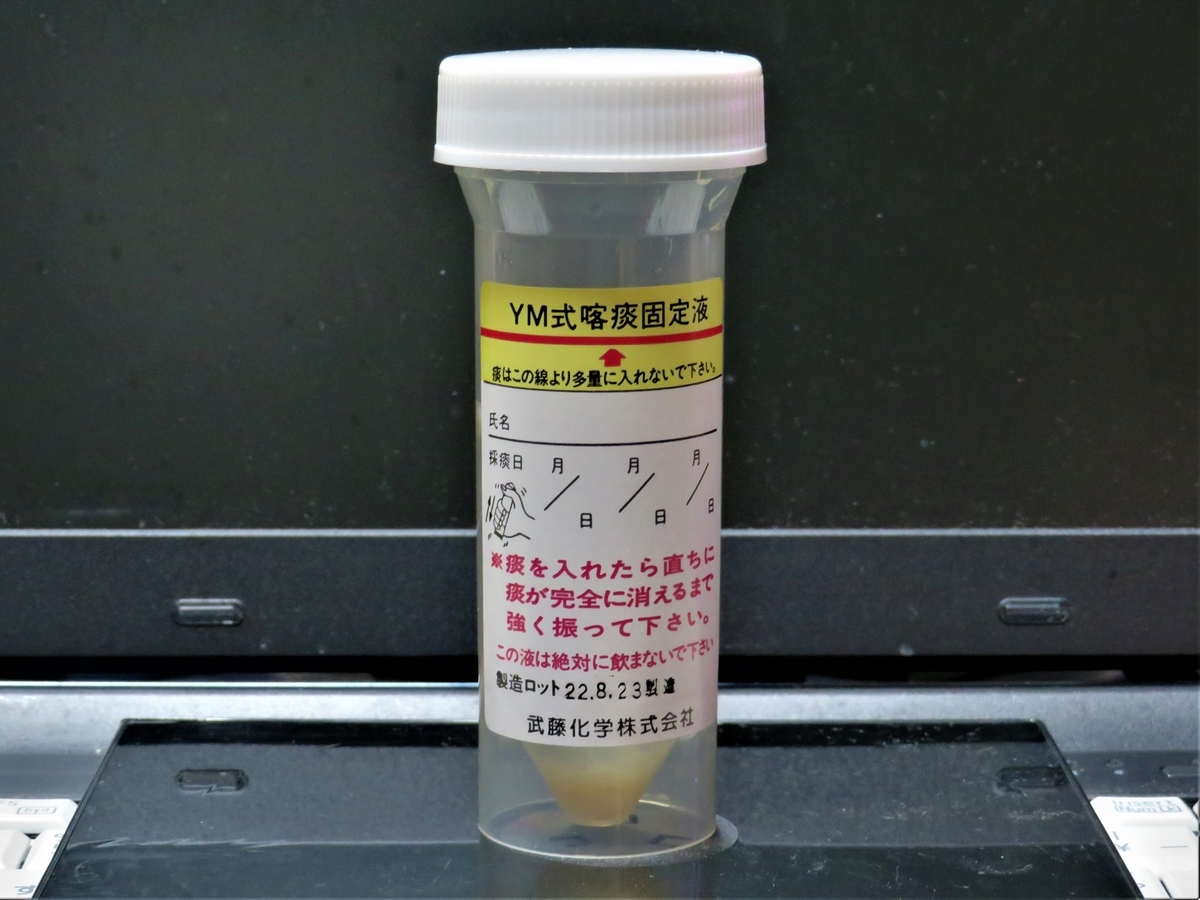 YM式喀痰固定液
痰はこの線より多量に入れないで下さい。
氏名
採痰日 月 月 月
日 日 日
※痰を入れたら直ちに
痰が完全に消えるまで
強く振って下さい。
この液は絶対に飲まないで下さい
製造ロット22.8.23製造
武藤化学株式会社
Insert